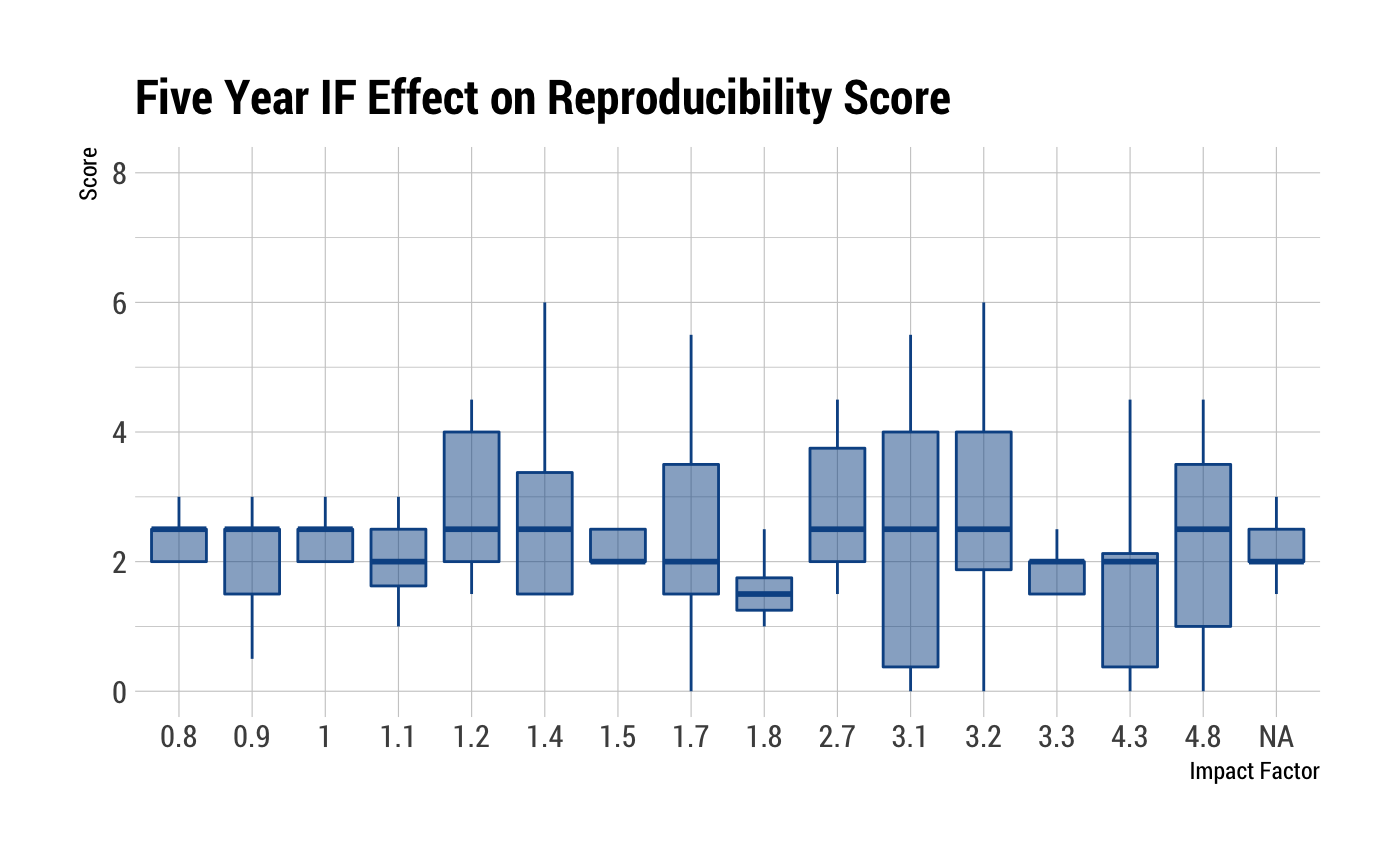 Five Year IF Effect on Reproducibility Score
Score
8
6
4
2
0
0.8 0.9 1 1.1 1.2 1.4 1.5 1.7 1.8 2.7 3.1 3.2 3.3 4.3 4.8 NA
Impact Factor